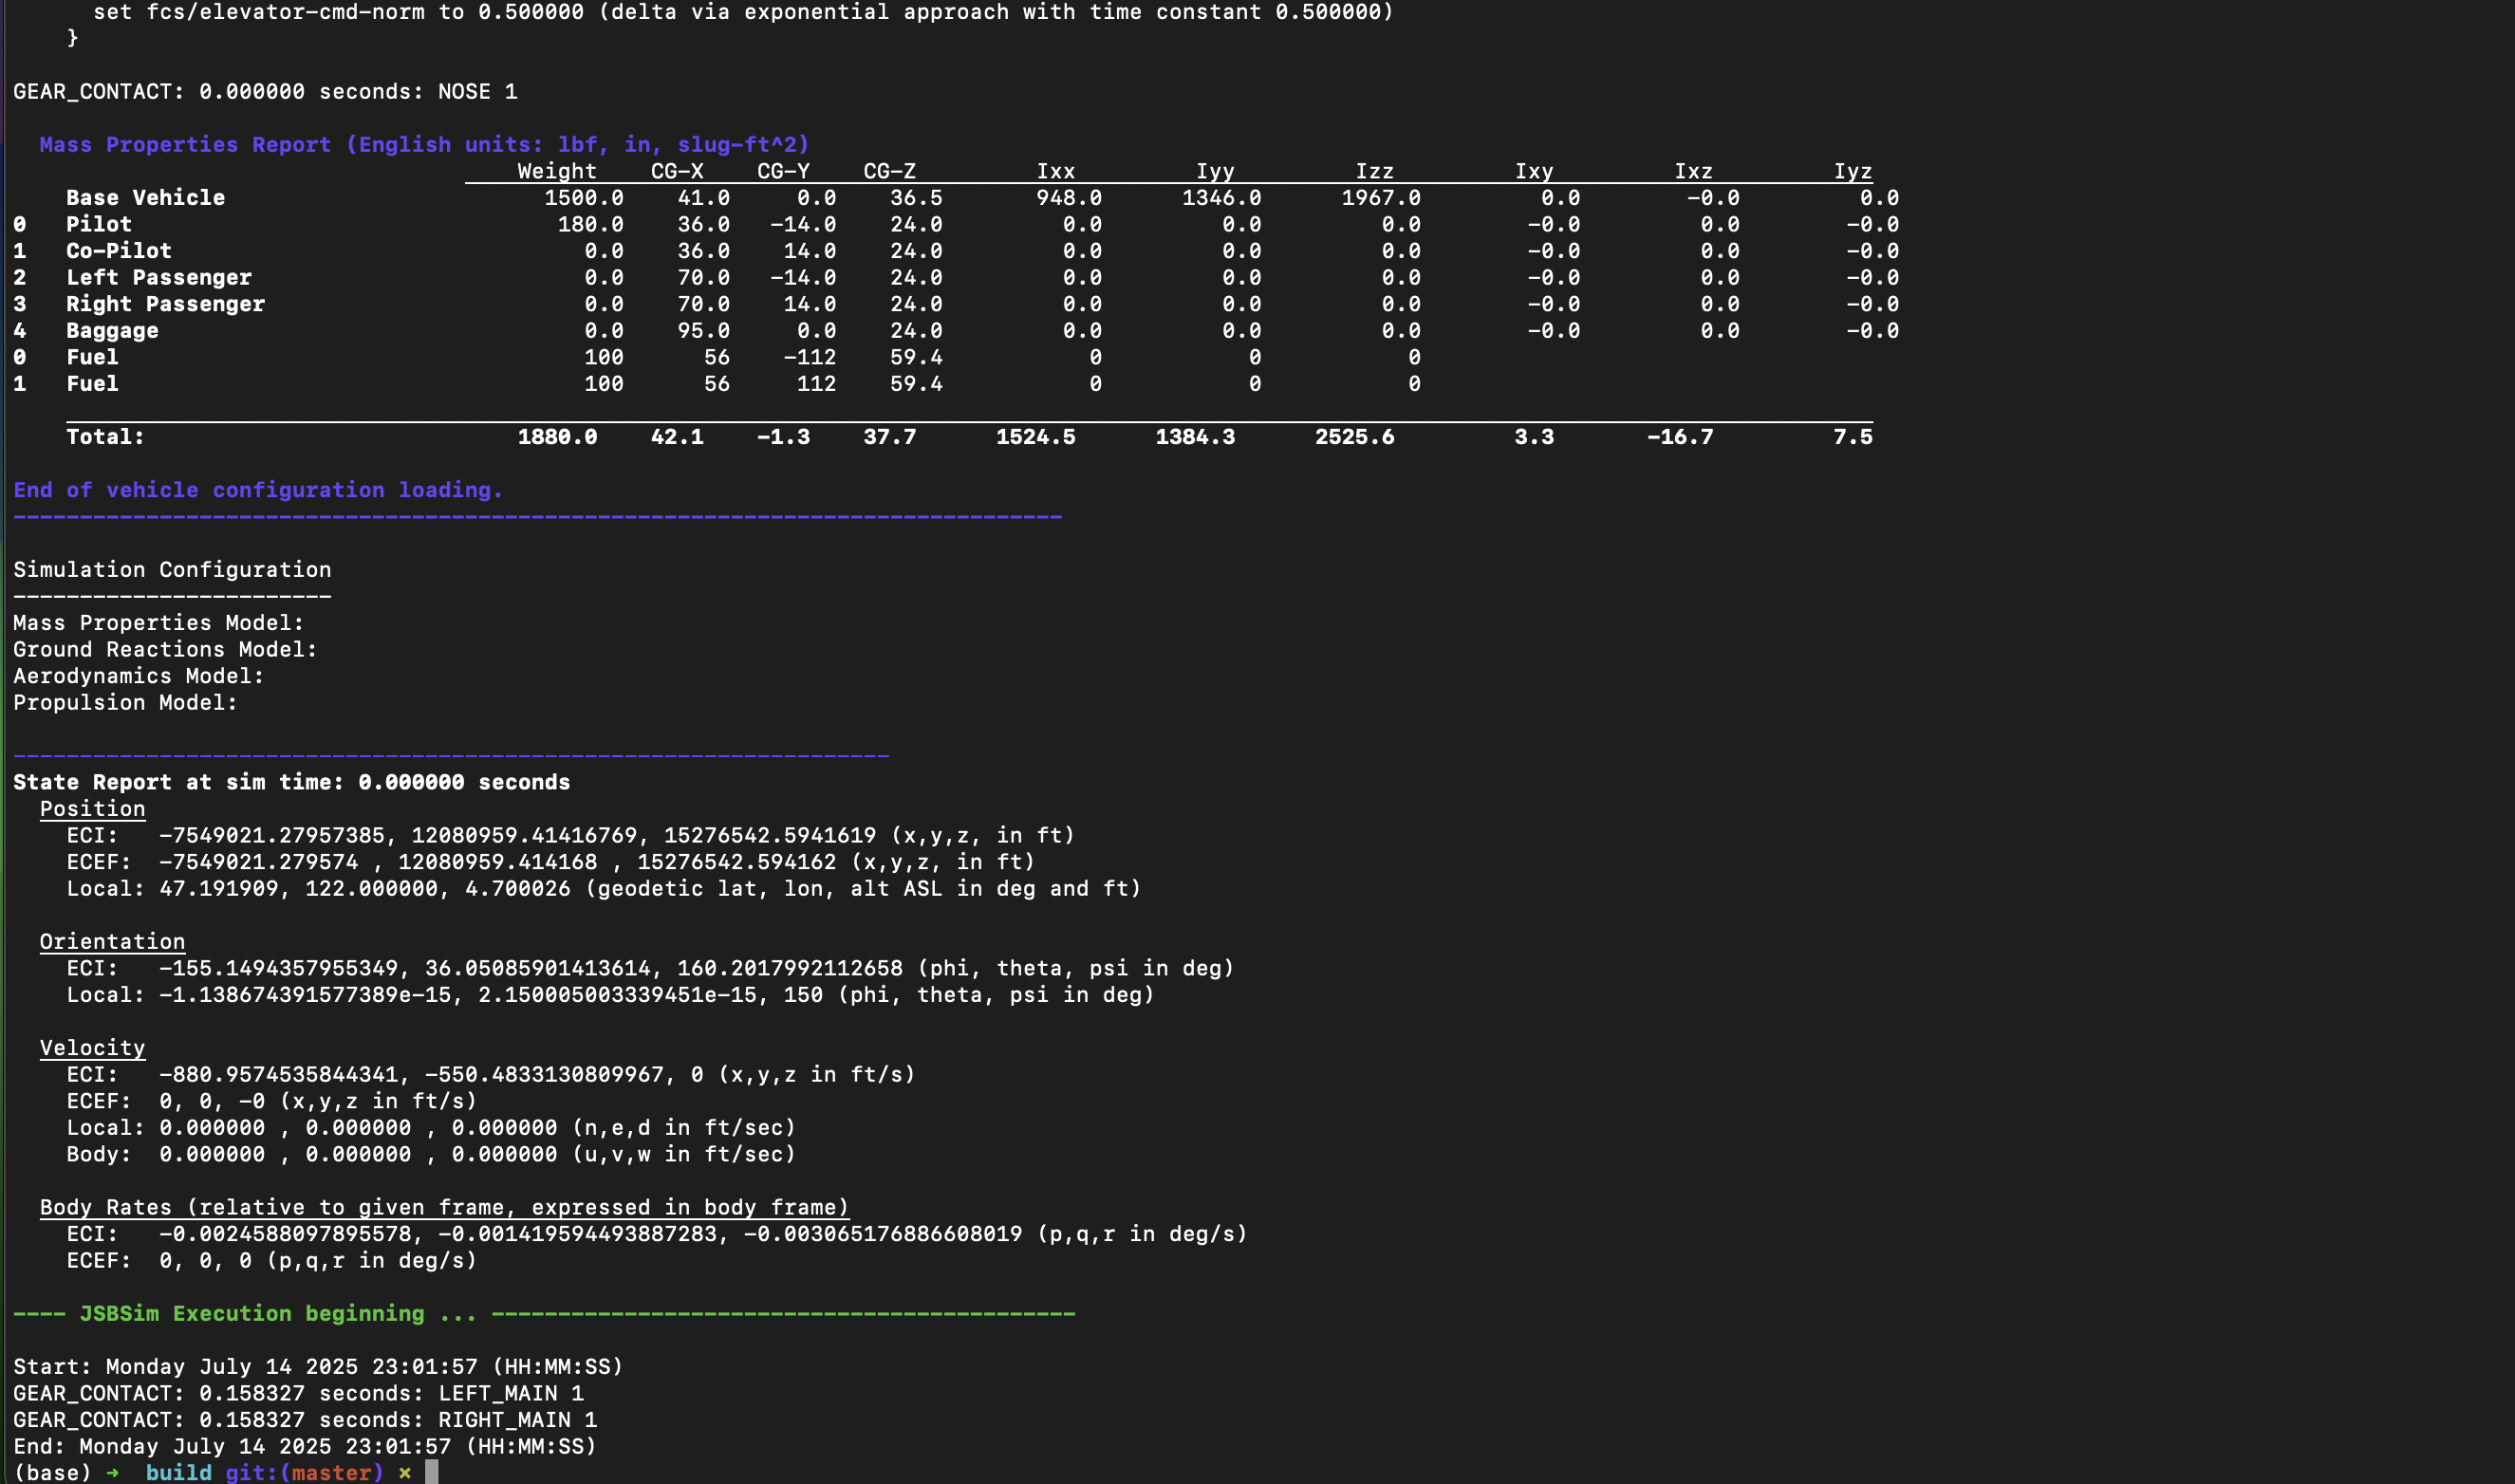 set fcs/elevator-cmd-norm to 0.500000 (delta via exponential approach with time constant 0.500000)
}
GEAR_CONTACT: 0.000000 seconds: NOSE 1
Mass Properties Report (English units: lbf, in, slug-ft^2)
Weight CG-X CG-Y CG-Z Ixx Iyy Izz Ixy Ixz Iyz
Base Vehicle 1500.0 41.0 0.0 36.5 948.0 1346.0 1967.0 0.0 -0.0 0.0
0 Pilot 180.0 36.0 -14.0 24.0 0.0 0.0 0.0 -0.0 0.0 -0.0
1 Co-Pilot 0.0 36.0 14.0 24.0 0.0 0.0 0.0 -0.0 0.0 -0.0
2 Left Passenger 0.0 70.0 -14.0 24.0 0.0 0.0 0.0 -0.0 0.0 -0.0
3 Right Passenger 0.0 70.0 14.0 24.0 0.0 0.0 0.0 -0.0 0.0 -0.0
4 Baggage 0.0 95.0 0.0 24.0 0.0 0.0 0.0 -0.0 0.0 -0.0
0 Fuel 100 56 -112 59.4 0 0 0
1 Fuel 100 56 112 59.4 0 0 0
Total: 1880.0 42.1 -1.3 37.7 1524.5 1384.3 2525.6 3.3 -16.7 7.5
End of vehicle configuration loading.
-------------------------------------------------------------------------------
Simulation Configuration
------------------------
Mass Properties Model:
Ground Reactions Model:
Aerodynamics Model:
Propulsion Model:
------------------------------------------------------------------
State Report at sim time: 0.000000 seconds
Position
ECI: -7549021.27957385, 12080959.41416769, 15276542.5941619 (x,y,z, in ft)
ECEF: -7549021.279574 , 12080959.414168 , 15276542.594162 (x,y,z, in ft)
Local: 47.191909, 122.000000, 4.700026 (geodetic lat, lon, alt ASL in deg and ft)
Orientation
ECI: -155.1494357955349, 36.05085901413614, 160.2017992112658 (phi, theta, psi in deg)
Local: -1.138674391577389e-15, 2.150005003339451e-15, 150 (phi, theta, psi in deg)
Velocity
ECI: -880.9574535844341, -550.4833130809967, 0 (x,y,z in ft/s)
ECEF: 0, 0, -0 (x,y,z in ft/s)
Local: 0.000000 , 0.000000 , 0.000000 (n,e,d in ft/sec)
Body: 0.000000 , 0.000000 , 0.000000 (u,v,w in ft/sec)
Body Rates (relative to given frame, expressed in body frame)
ECI: -0.0024588097895578, -0.001419594493887283, -0.003065176886608019 (p,q,r in deg/s)
ECEF: 0, 0, 0 (p,q,r in deg/s)
---- JSBSim Execution beginning ... --------------------------------------------
Start: Monday July 14 2025 23:01:57 (HH:MM:SS)
GEAR_CONTACT: 0.158327 seconds: LEFT_MAIN 1
GEAR_CONTACT: 0.158327 seconds: RIGHT_MAIN 1
End: Monday July 14 2025 23:01:57 (HH:MM:SS)
(base) → build git:(master) ×